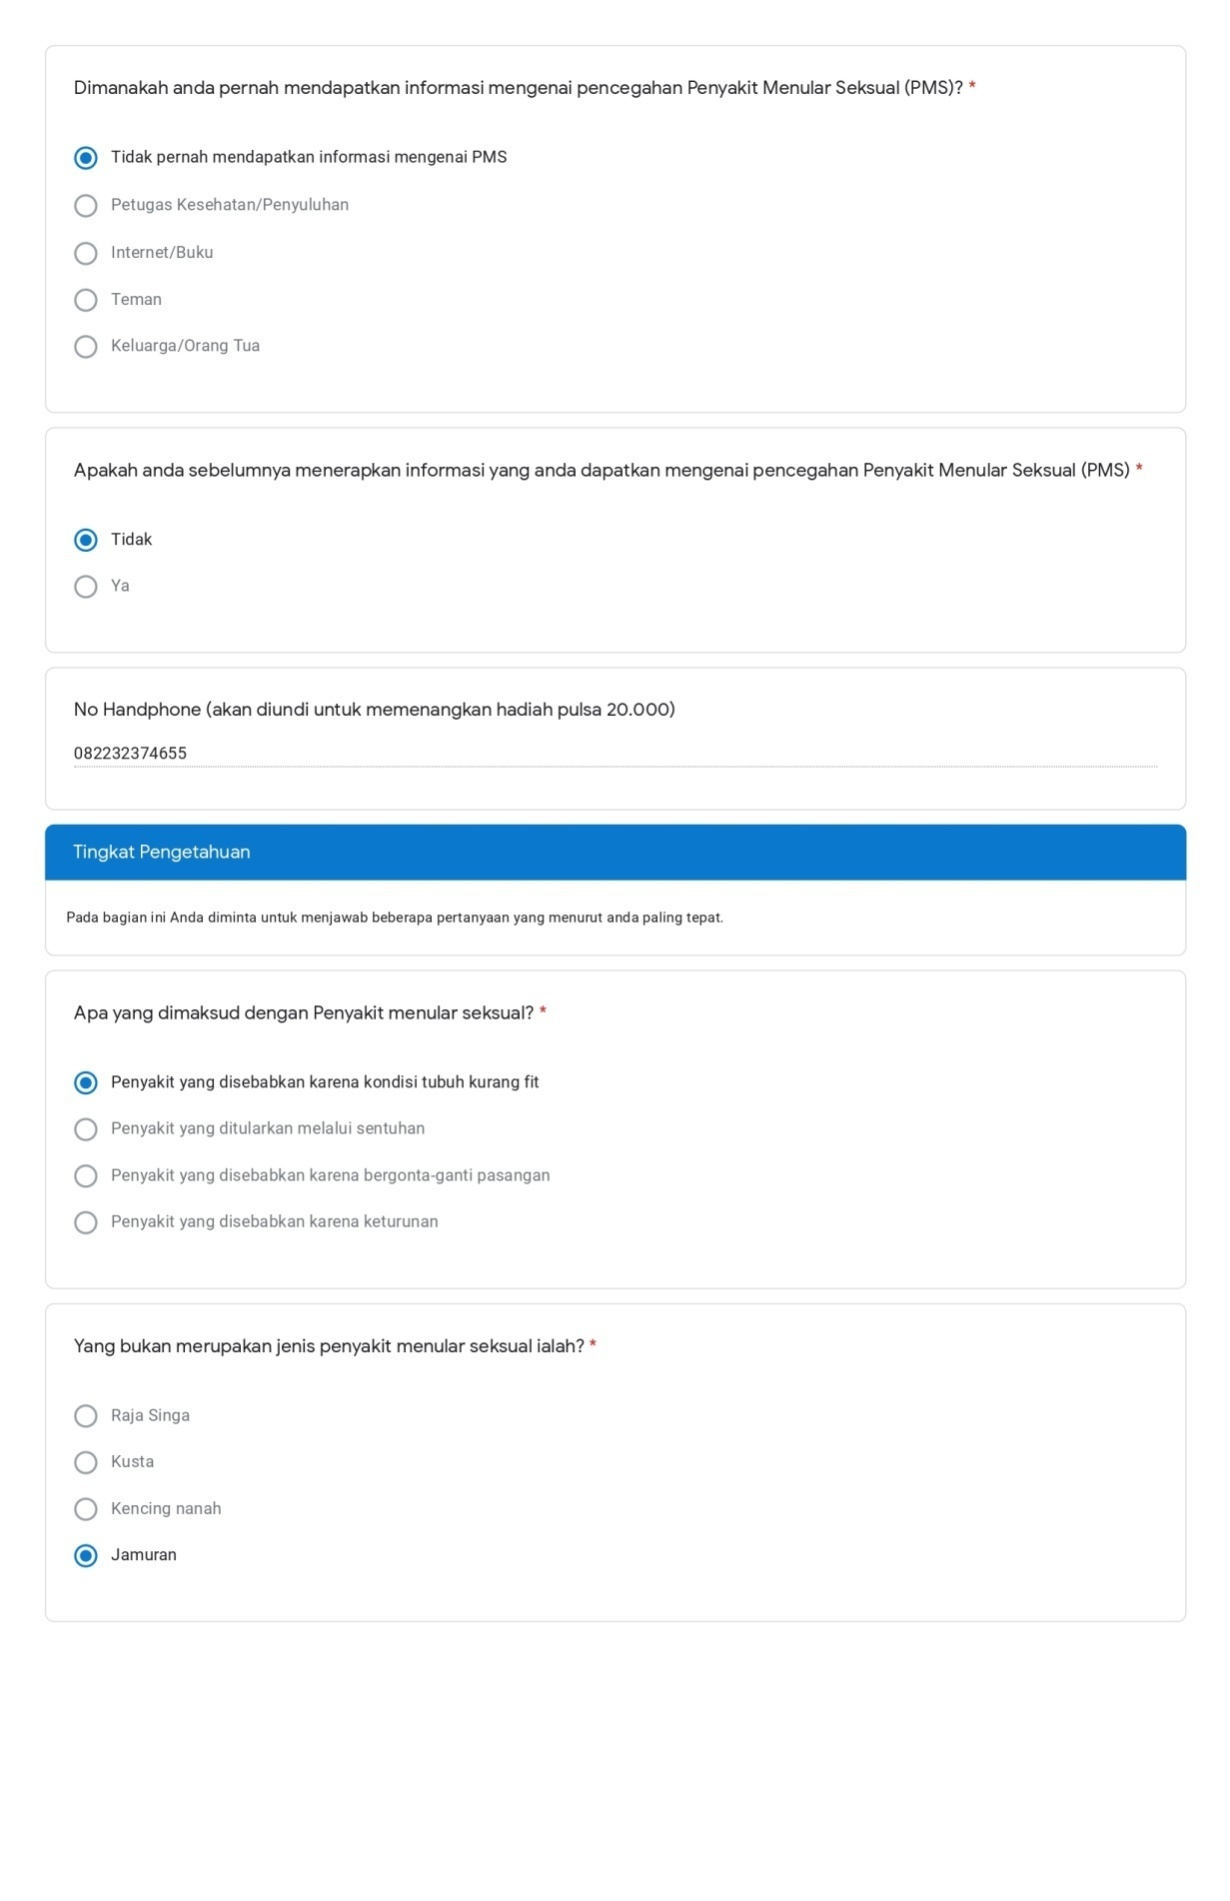 Dimanakah anda pernah mendapatkan informasi mengenai pencegahan Penyakit Menular Seksual (PMS)? *
Tidak pernah mendapatkan informasi mengenai PMS
Petugas Kesehatan/Penyuluhan
Internet/Buku
Teman
Keluarga/Orang Tua
Apakah anda sebelumnya menerapkan informasi yang anda dapatkan mengenai pencegahan Penyakit Menular Seksual (PMS) *
Tidak
Ya
No Handphone (akan diundi untuk memenangkan hadiah pulsa 20.000)
082232374655
Tingkat Pengetahuan
Pada bagian ini Anda diminta untuk menjawab beberapa pertanyaan yang menurut anda paling tepat.
Apa yang dimaksud dengan Penyakit menular seksual? *
Penyakit yang disebabkan karena kondisi tubuh kurang fit
Penyakit yang ditularkan melalui sentuhan
Penyakit yang disebabkan karena bergonta-ganti pasangan
Penyakit yang disebabkan karena keturunan
Yang bukan merupakan jenis penyakit menular seksual ialah? *
Raja Singa
Kusta
Kencing nanah
Jamuran